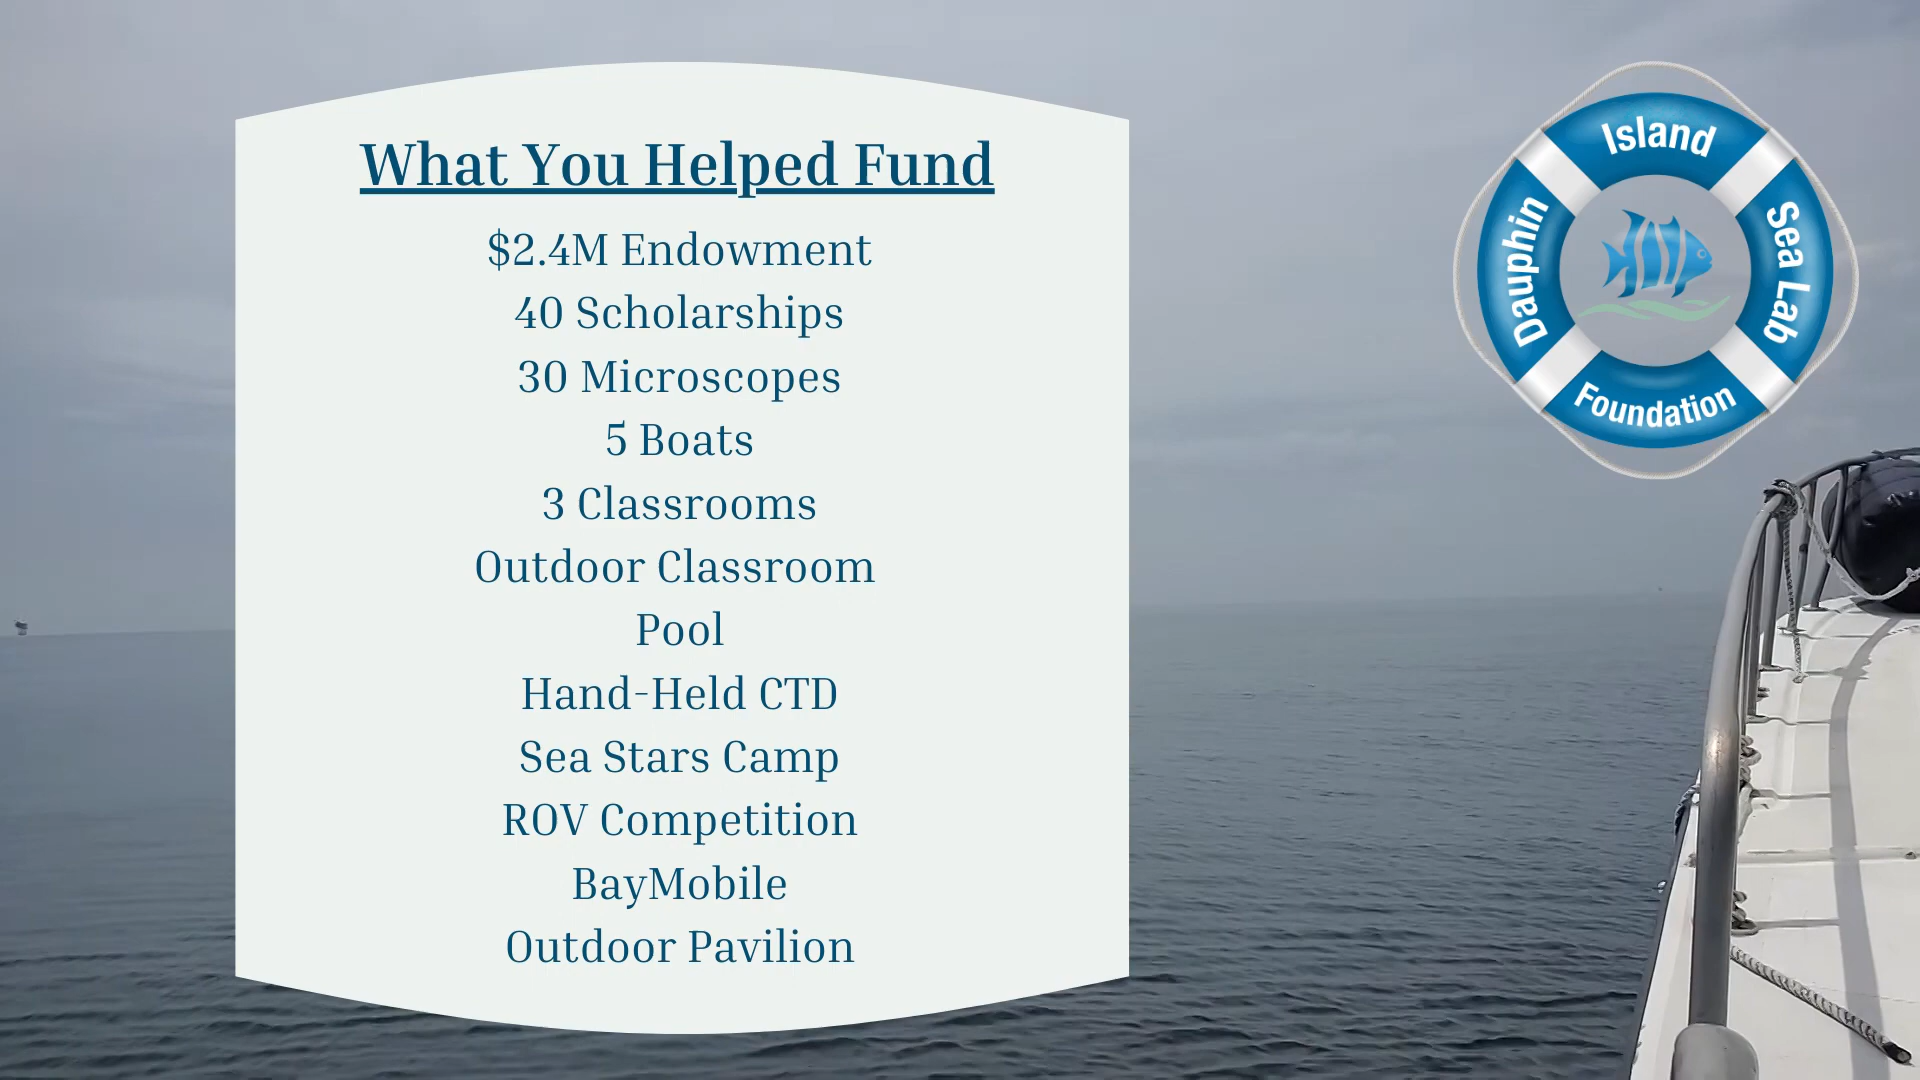 What You Helped Fund
$2.4M Endowment
40 Scholarships
30 Microscopes
5 Boats
3 Classrooms
Outdoor Classroom
Pool
Hand-Held CTD
Sea Stars Camp
ROV Competition
BayMobile
Outdoor Pavilion
Dauphin
Island
Sea Lab
Foundation